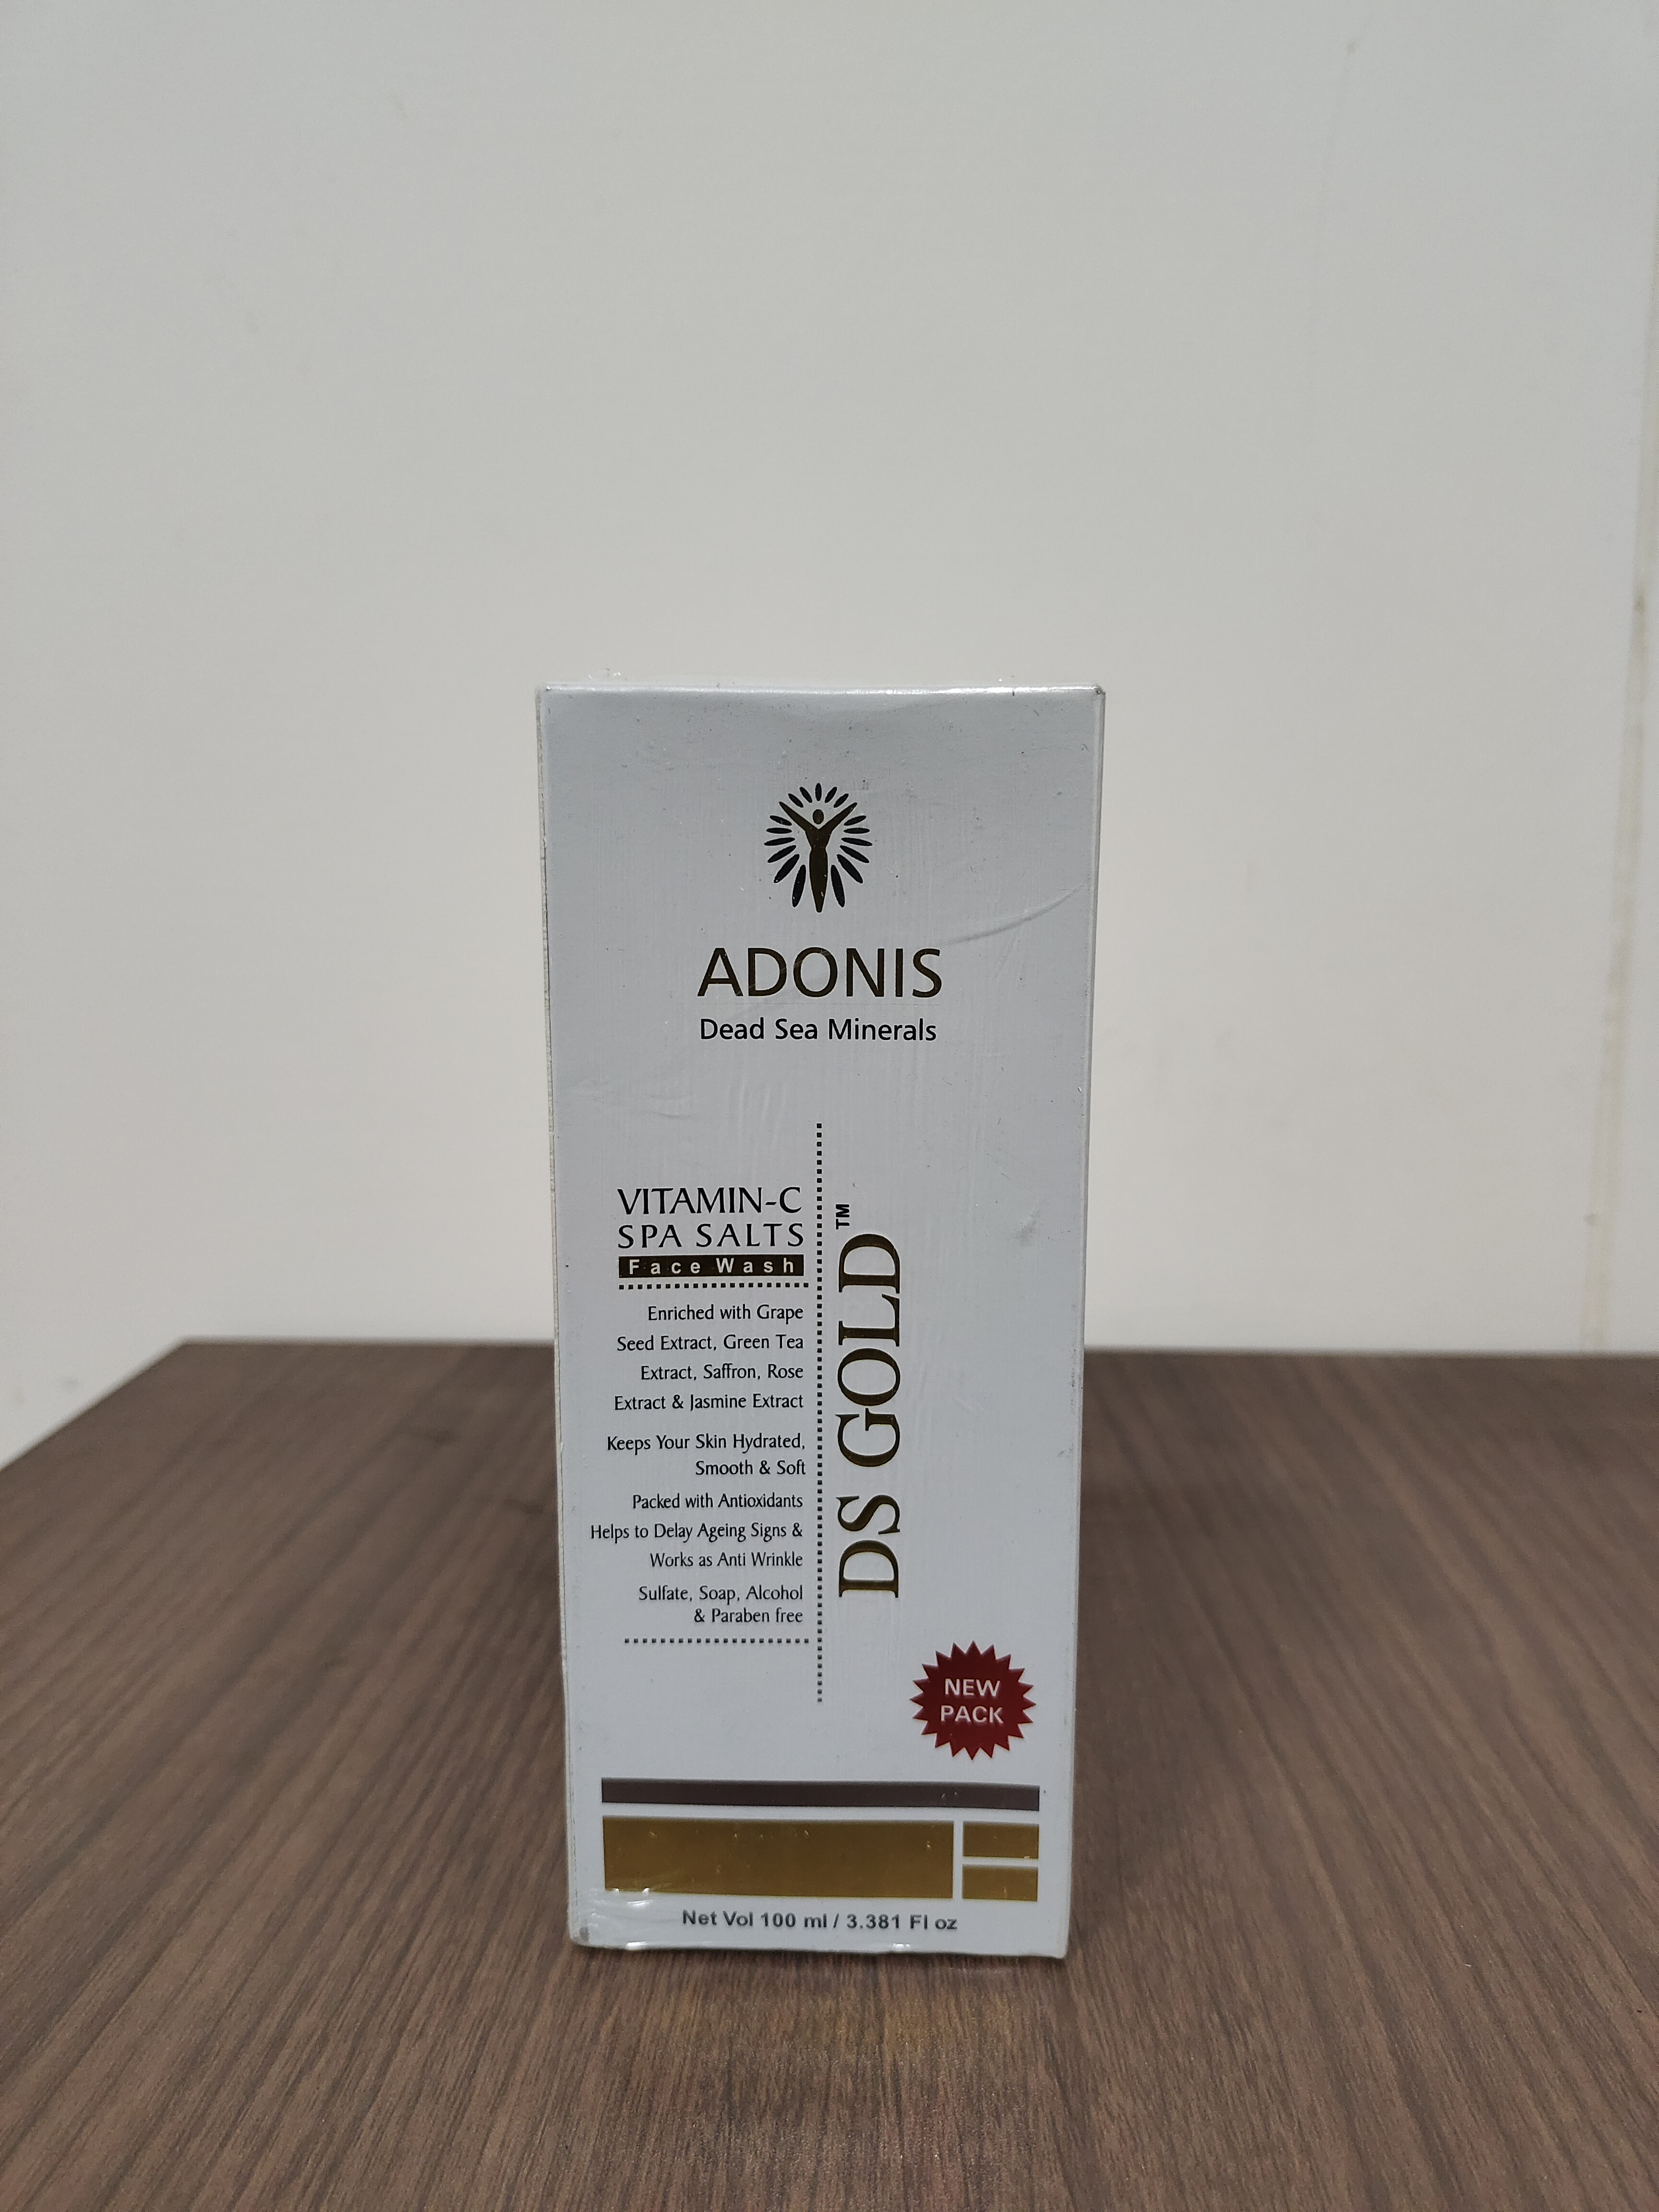 ADONIS
Dead Sea Minerals
VITAMIN-C
SPA SALTS
Face Wash
Enriched with Grape
Seed Extract, Green Tea
Extract, Saffron, Rose
Extract & Jasmine Extract
Keeps Your Skin Hydrated,
Smooth & Soft
Packed with Antioxidants
Helps to Delay Ageing Signs &
Works as Anti Wrinkle
Sulfate, Soap, Alcohol
& Paraben free
DS GOLD™
NEW
PACK
Net Vol 100 ml / 3.381 Fl oz